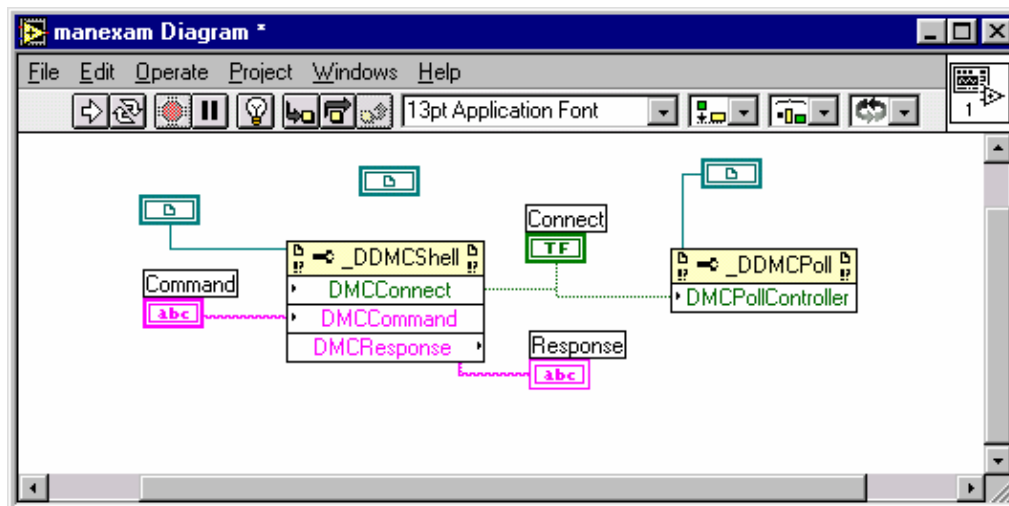 manexam Diagram *
File Edit Operate Project Windows Help
13pt Application Font
1
Connect
TF
Command
abc
!? _DDMCShell !?
DMCConnect
DMCCommand
DMCResponse
!? _DDMCPoll !?
DMCPollController
Response
abc